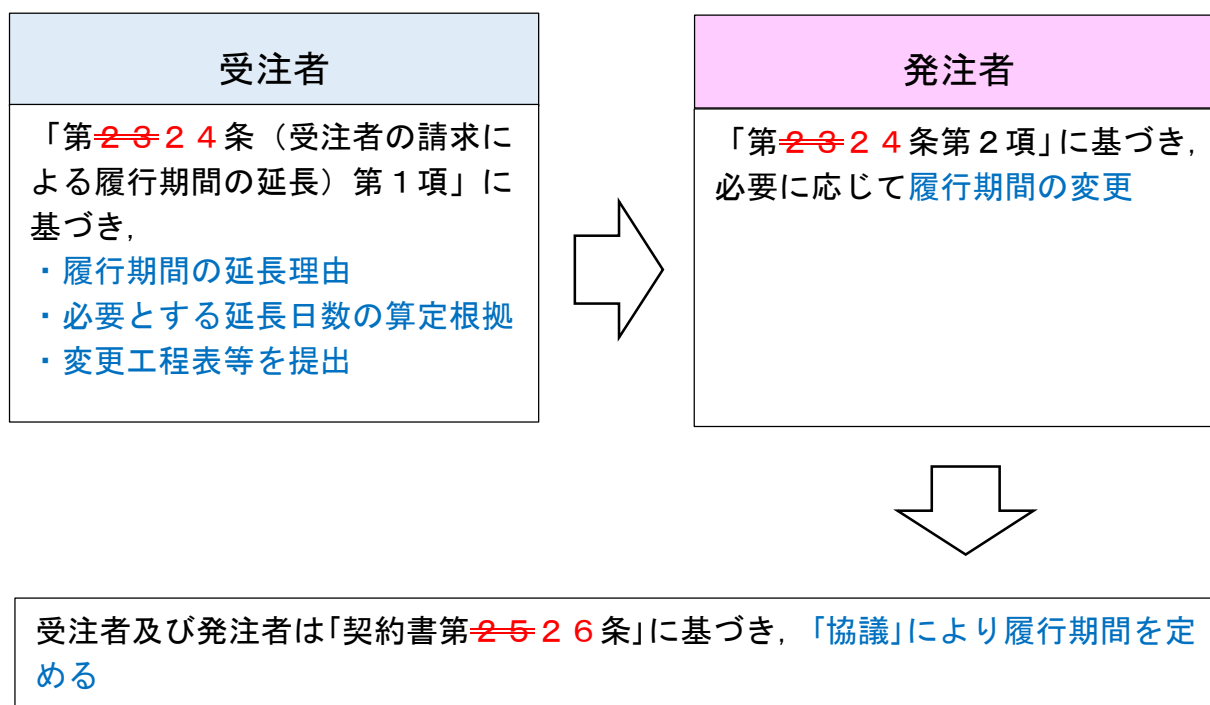 受注者
「第２３２４条（受注者の請求に
よる履行期間の延長）第１項」に
基づき，
・履行期間の延長理由
・必要とする延長日数の算定根拠
・変更工程表等を提出
発注者
「第２３２４条第２項」に基づき，
必要に応じて履行期間の変更
受注者及び発注者は「契約書第２５２６条」に基づき，「協議」により履行期間を定
める